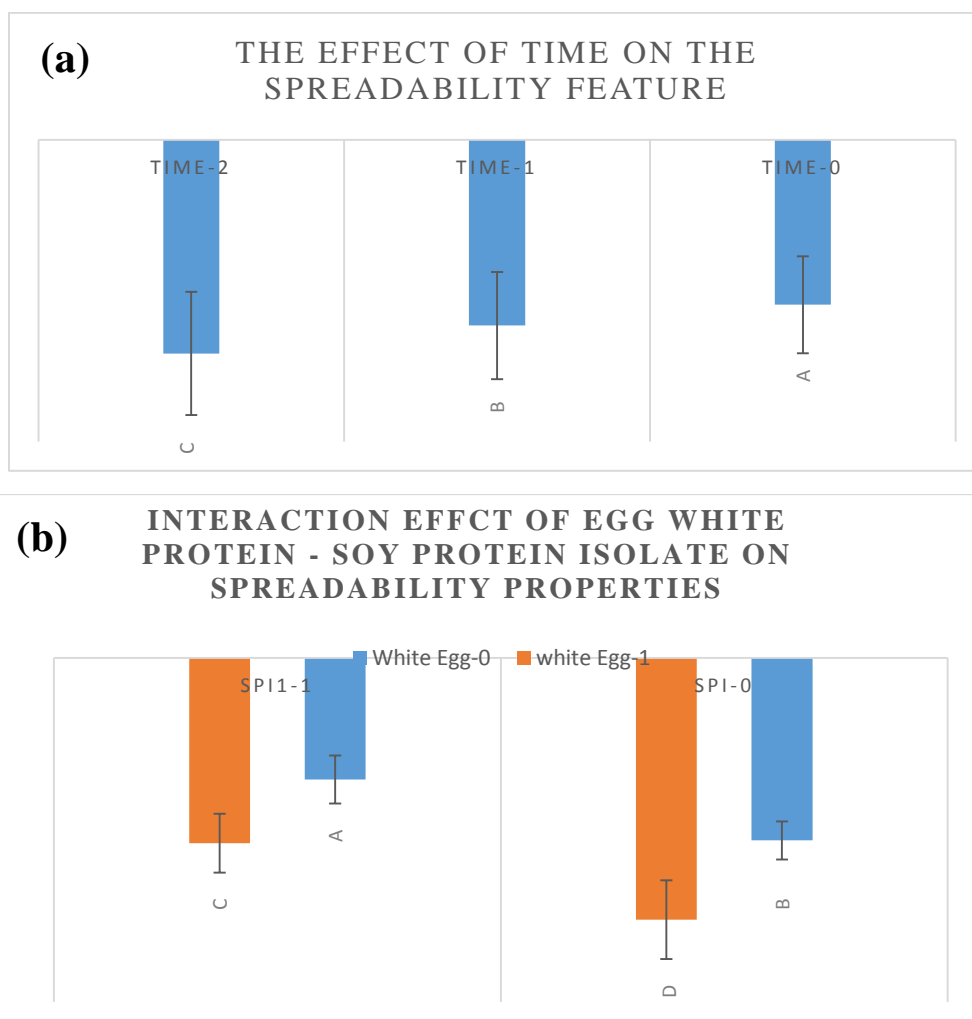 (a)
THE EFFECT OF TIME ON THE
SPREADABILITY FEATURE
TIME-2 TIME-1 TIME-0
C B A
(b)
INTERACTION EFFCT OF EGG WHITE
PROTEIN - SOY PROTEIN ISOLATE ON
SPREADABILITY PROPERTIES
White Egg-0 white Egg-1
SPI1-1 SPI-0
C A D B